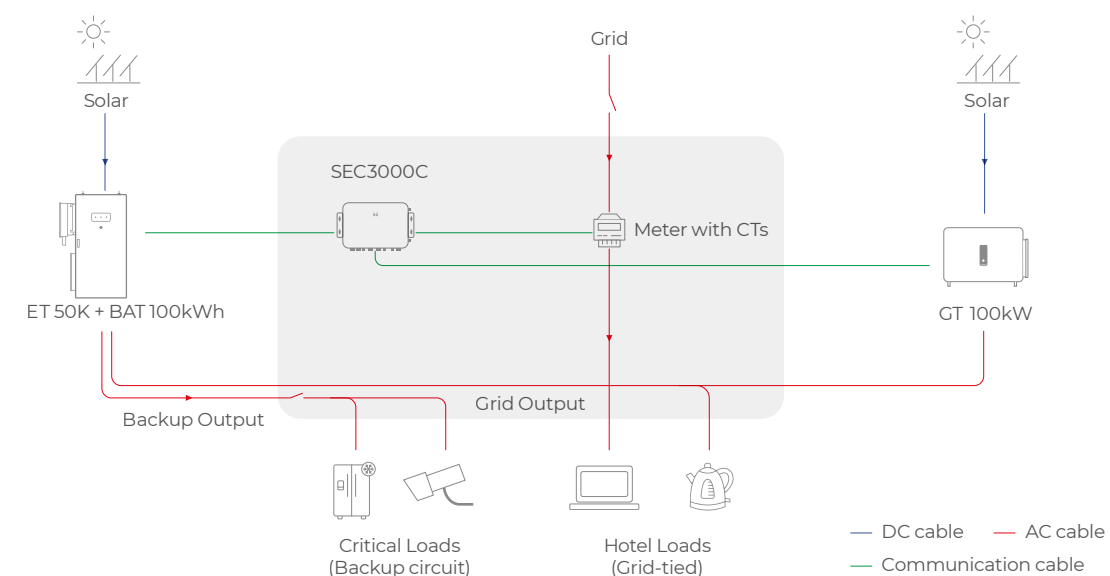 Grid
Solar
Solar
SEC3000C
Meter with CTs
ET 50K + BAT 100kWh
GT 100kW
Grid Output
Backup Output
Critical Loads
(Backup circuit)
Hotel Loads
(Grid-tied)
DC cable
AC cable
Communication cable